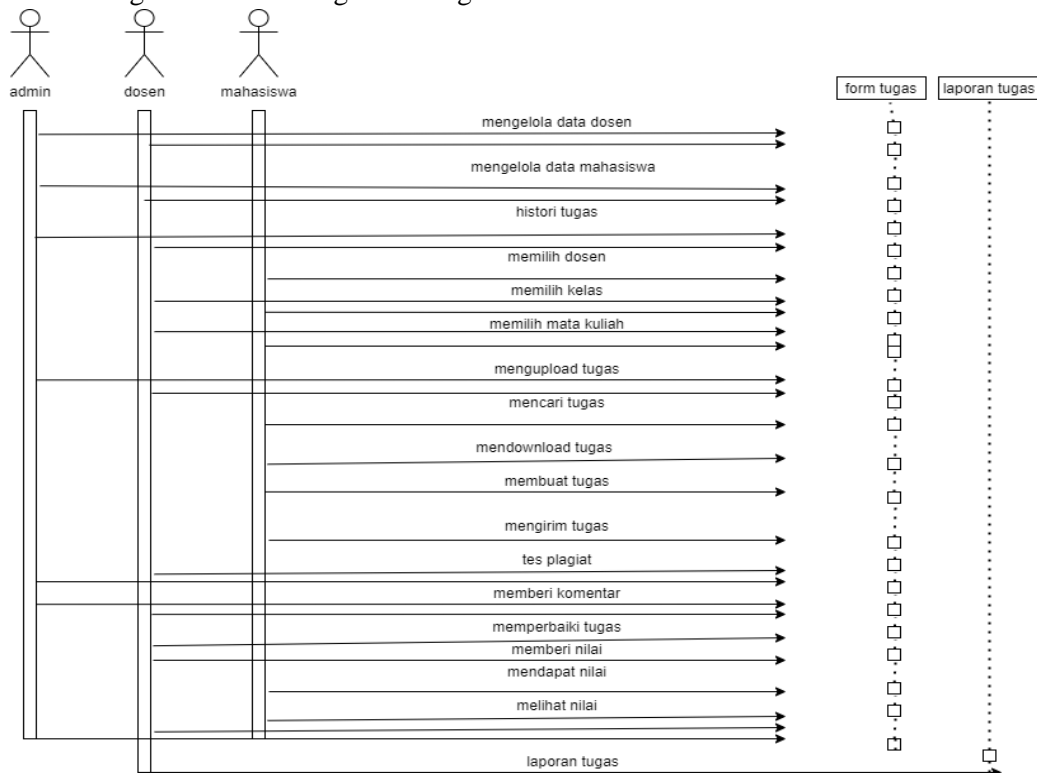 admin
dosen
mahasiswa
form tugas
laporan tugas
mengelola data dosen
mengelola data mahasiswa
histori tugas
memilih dosen
memilih kelas
memilih mata kuliah
mengupload tugas
mencari tugas
mendownload tugas
membuat tugas
mengirim tugas
tes plagiat
memberi komentar
memperbaiki tugas
memberi nilai
mendapat nilai
melihat nilai
laporan tugas